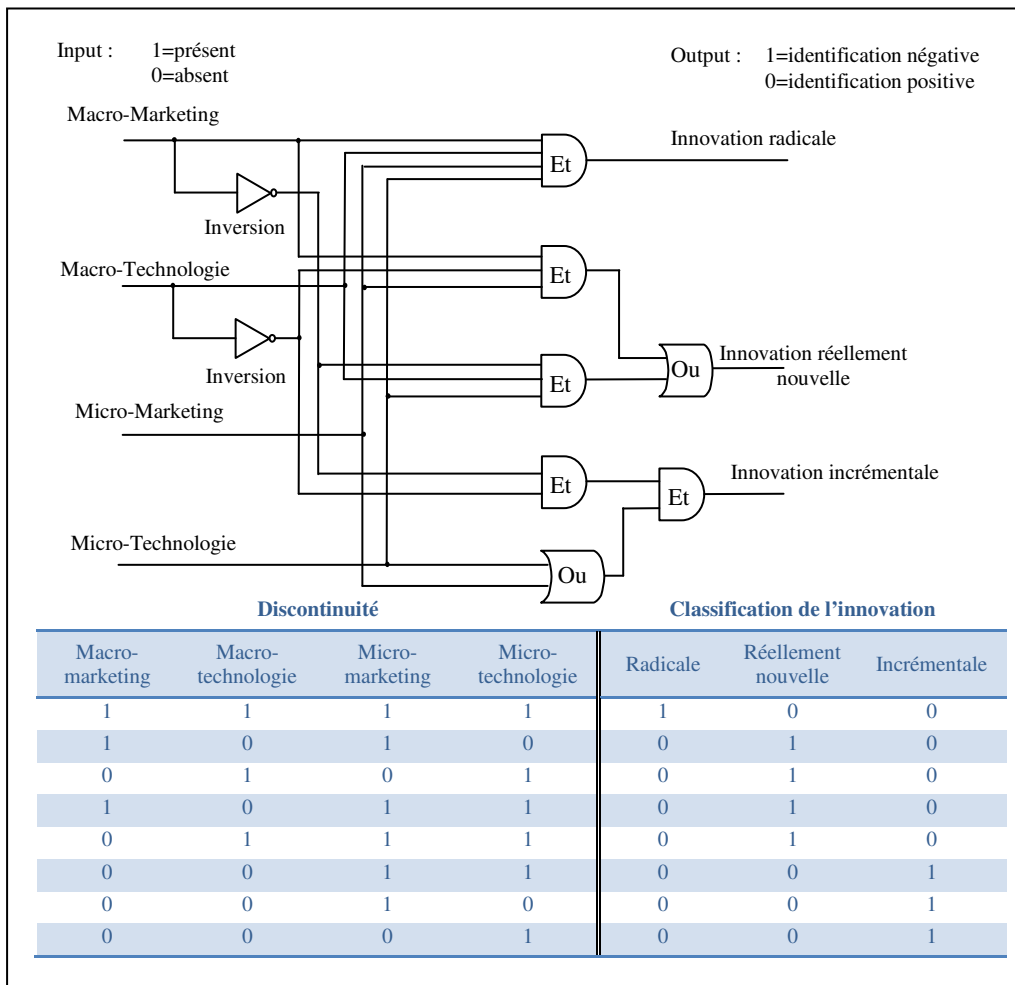 Input :   1=présent
0=absent
Output :   1=identification négative
0=identification positive
Macro-Marketing
Innovation radicale
Et
Inversion
Macro-Technologie
Et
Inversion
Et
Ou
Innovation réellement
nouvelle
Micro-Marketing
Et
Et
Innovation incrémentale
Micro-Technologie
Ou
Discontinuité   Classification de l’innovation
Macro-   Macro-   Micro-   Micro-   Radicale   Réellement   Incrémentale
marketing   technologie   marketing   technologie   nouvelle
1 1 1 1 1 0 0
1 0 1 0 0 1 0
0 1 0 1 0 1 0
1 0 1 1 0 1 0
0 1 1 1 0 1 0
0 0 1 1 0 0 1
0 0 1 0 0 0 1
0 0 0 1 0 0 1